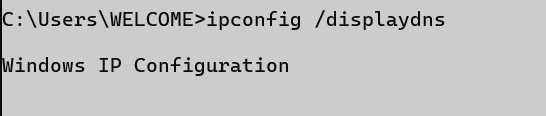 C:\Users\WELCOME>ipconfig /displaydns
Windows IP Configuration